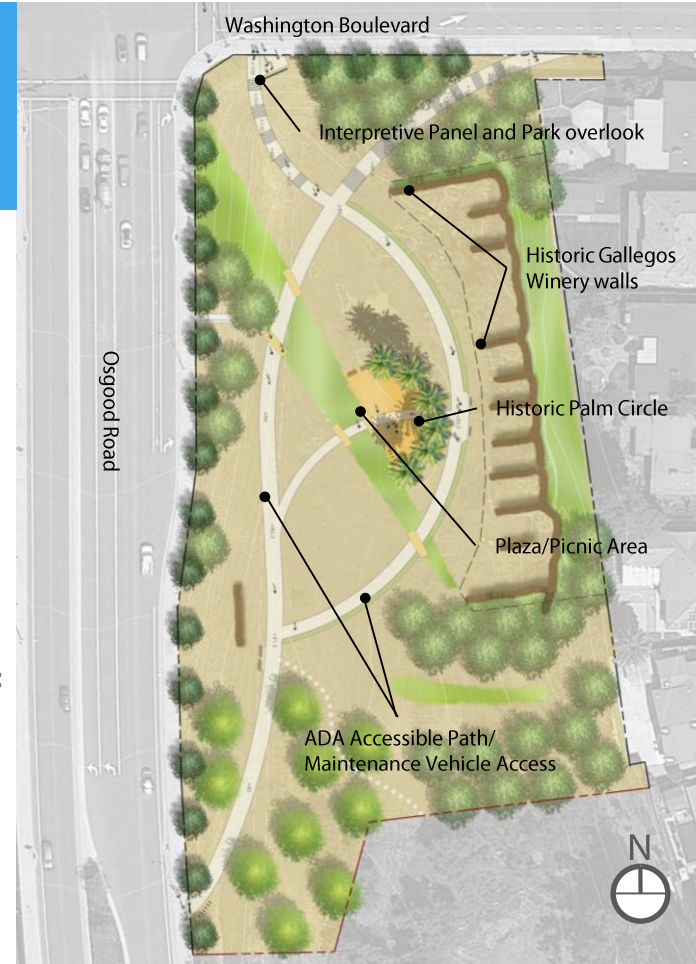 Washington Boulevard
Interpretive Panel and Park overlook
Historic Gallegos
Winery walls
Osgood Road
Historic Palm Circle
Plaza/Picnic Area
ADA Accessible Path/
Maintenance Vehicle Access
N